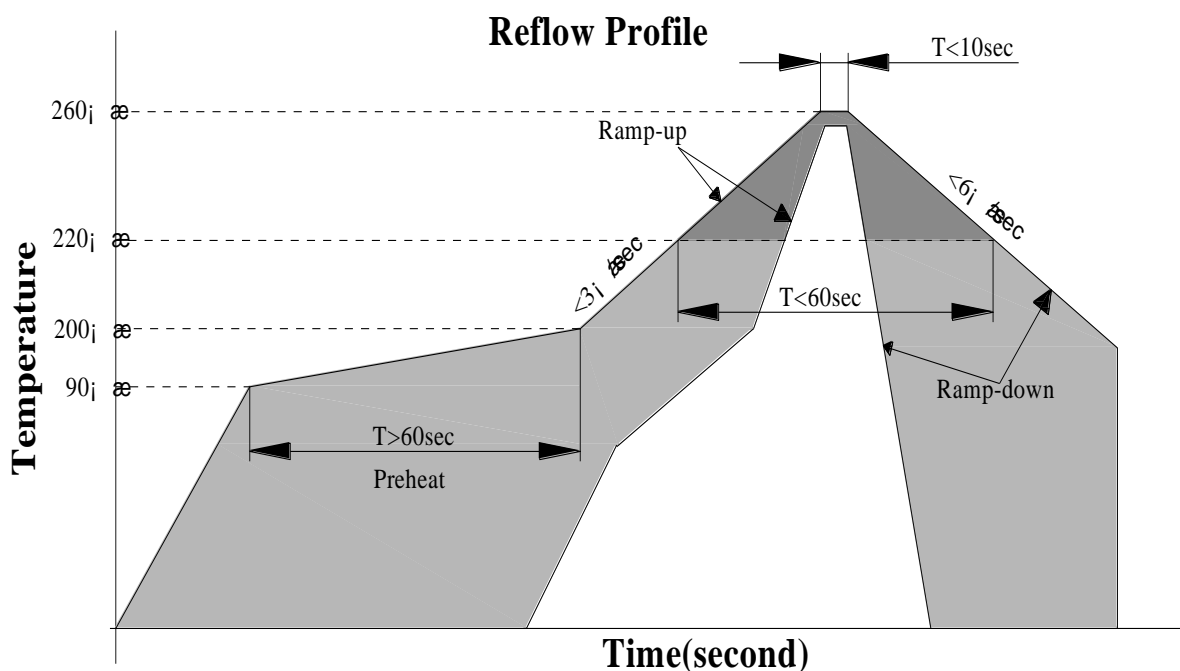 Reflow Profile
T<10sec
260¡ æ
Ramp-up
<6¡ æ/sec
220¡ æ
<3¡ æ/sec
T<60sec
200¡ æ
90¡ æ
Ramp-down
T>60sec
Preheat
Temperature
Time(second)